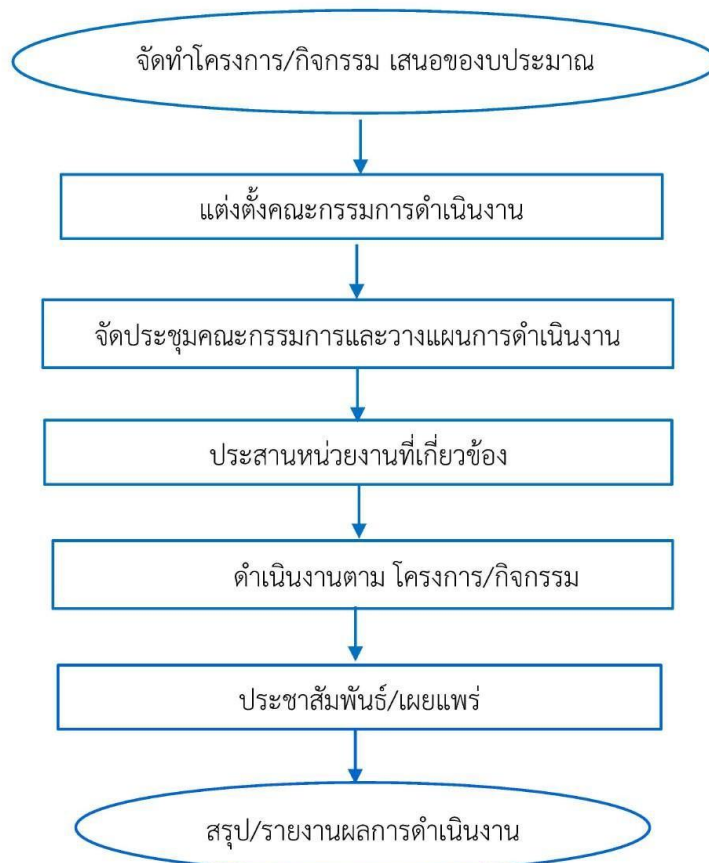 จัดทำโครงการ/กิจกรรม เสนอของบประมาณ
แต่งตั้งคณะกรรมการดำเนินงาน
จัดประชุมคณะกรรมการและวางแผนการดำเนินงาน
ประสานหน่วยงานที่เกี่ยวข้อง
ดำเนินงานตาม โครงการ/กิจกรรม
ประชาสัมพันธ์/เผยแพร่
สรุป/รายงานผลการดำเนินงาน